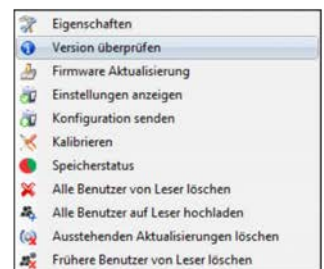 Eigenschaften
Version überprüfen
Firmware Aktualisierung
Einstellungen anzeigen
Konfiguration senden
Kalibrieren
Speicherstatus
Alle Benutzer von Leser löschen
Alle Benutzer auf Leser hochladen
Ausstehenden Aktualisierungen löschen
Frühere Benutzer von Leser löschen